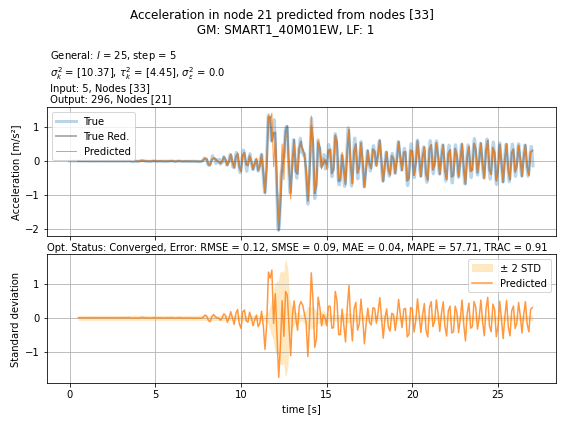 Acceleration in node 21 predicted from nodes [33]
GM: SMART1_40M01EW, LF: 1
General: l = 25, step = 5
σ²ₖ = [10.37], τ²ₖ = [4.45], σ²ε = 0.0
Input: 5, Nodes [33]
Output: 296, Nodes [21]
Acceleration [m/s²]
1
0
−1
−2
True
True Red.
Predicted
Opt. Status: Converged, Error: RMSE = 0.12, SMSE = 0.09, MAE = 0.04, MAPE = 57.71, TRAC = 0.91
Standard deviation
1
0
−1
± 2 STD
Predicted
0 5 10 15 20 25
time [s]